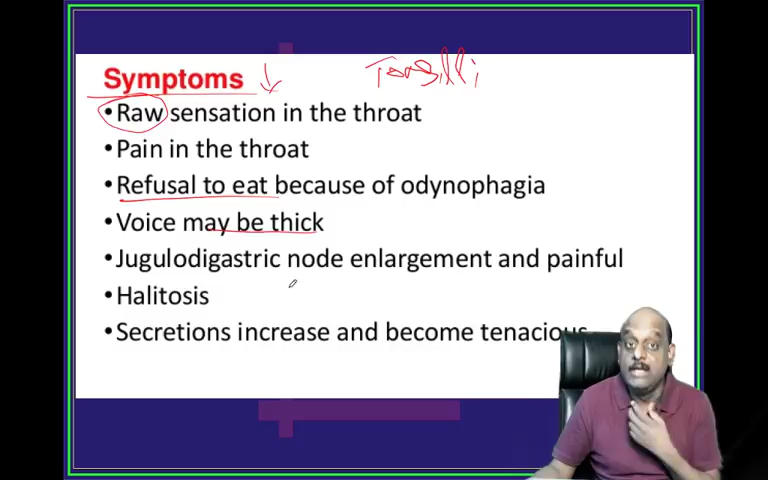 Symptoms
Tonsilli
•Raw sensation in the throat
•Pain in the throat
•Refusal to eat because of odynophagia
•Voice may be thick
•Jugulodigastric node enlargement and painful
•Halitosis
•Secretions increase and become tenacious